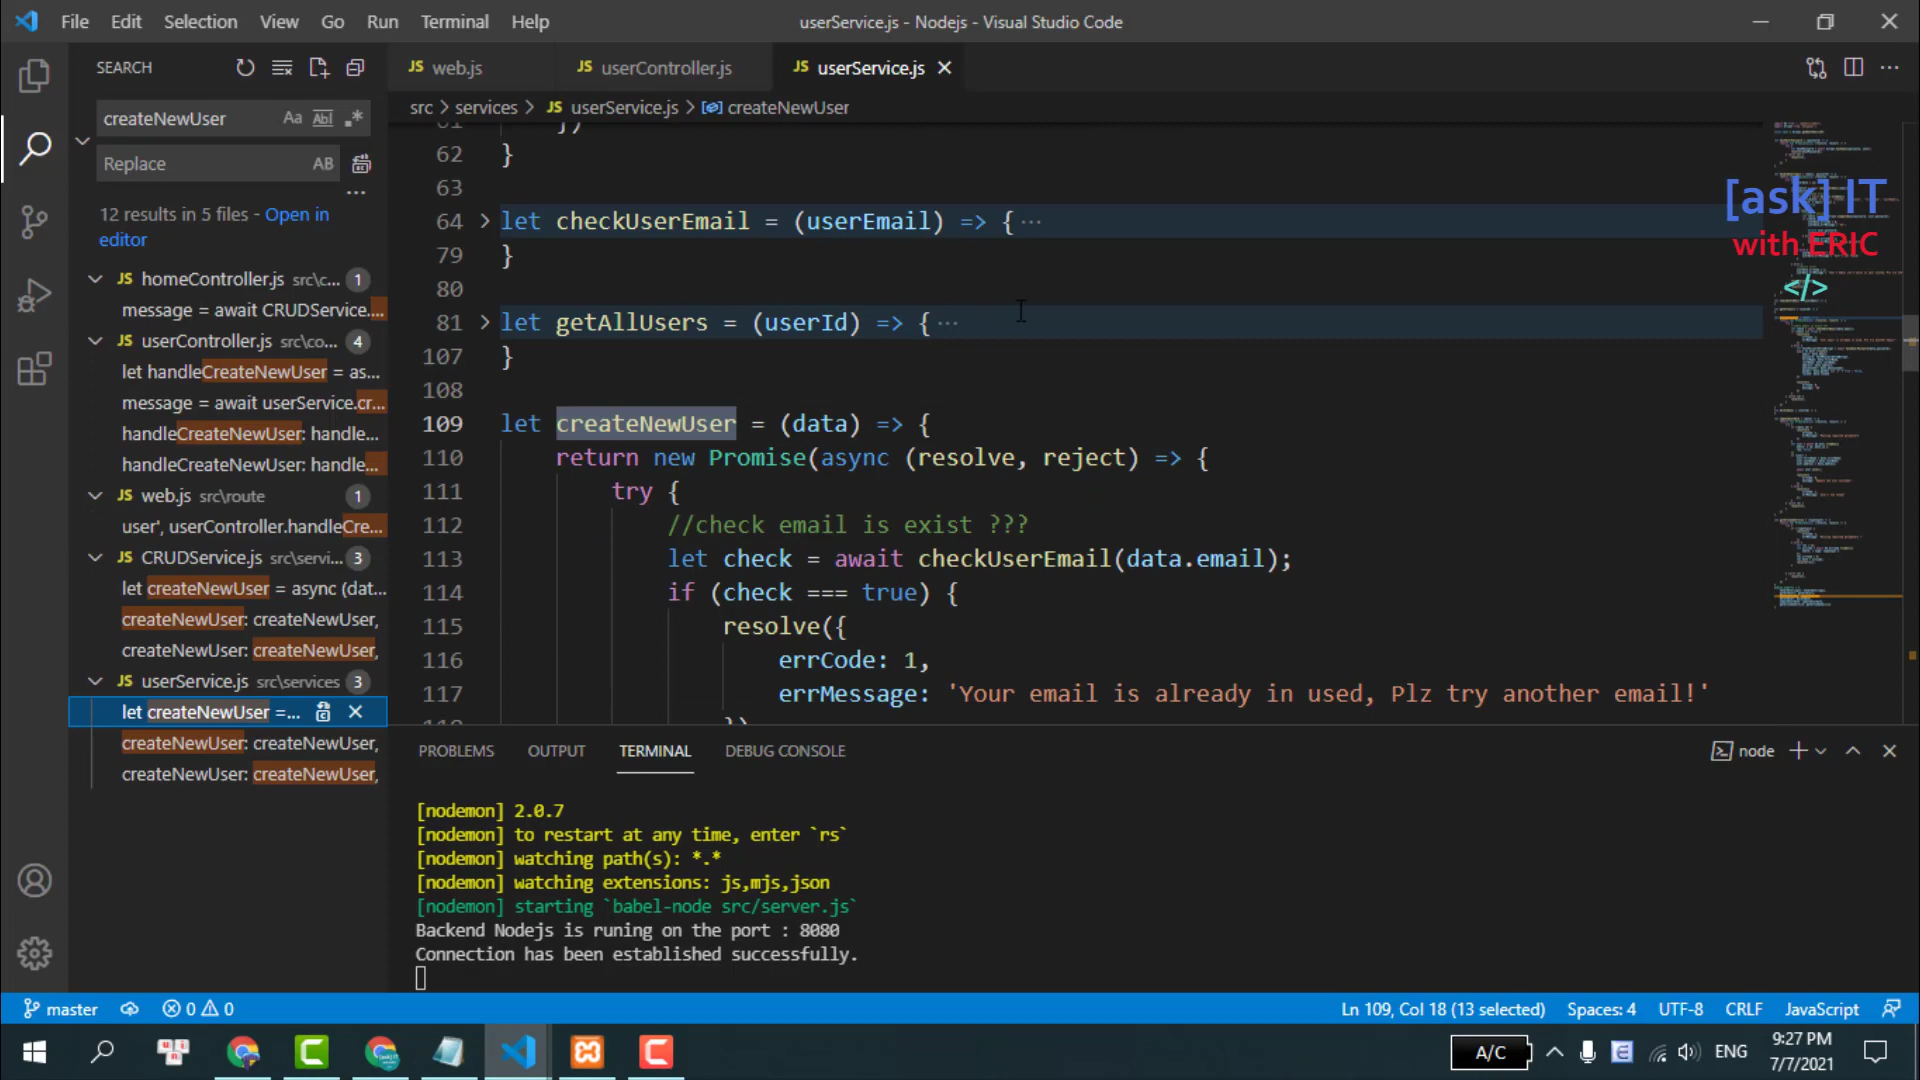 File Edit Selection View Go Run Terminal Help
userService.js - Nodejs - Visual Studio Code
SEARCH
createNewUser
Aa Abl .*
Replace
AB
...
12 results in 5 files - Open in
editor
JS homeController.js src\c... 1
message = await CRUDService....
JS userController.js src\co... 4
let handleCreateNewUser = as...
message = await userService.cr...
handleCreateNewUser: handle...
handleCreateNewUser: handle...
JS web.js src\route 1
user', userController.handleCre...
JS CRUDService.js src\servi... 3
let createNewUser = async (dat...
createNewUser: createNewUser,
createNewUser: createNewUser,
JS userService.js src\services 3
let createNewUser =...
createNewUser: createNewUser,
createNewUser: createNewUser,
JS web.js
JS userController.js
JS userService.js
src > services > JS userService.js > createNewUser
62 }
63
64 let checkUserEmail = (userEmail) => { ...
79 }
80
81 let getAllUsers = (userId) => { ...
107 }
108
109 let createNewUser = (data) => {
110 return new Promise(async (resolve, reject) => {
111 try {
112 //check email is exist ???
113 let check = await checkUserEmail(data.email);
114 if (check === true) {
115 resolve({
116 errCode: 1,
117 errMessage: 'Your email is already in used, Plz try another email!'
[ask] IT
with ERIC
</>
PROBLEMS OUTPUT TERMINAL DEBUG CONSOLE
node
[nodemon] 2.0.7
[nodemon] to restart at any time, enter `rs`
[nodemon] watching path(s): *.*
[nodemon] watching extensions: js,mjs,json
[nodemon] starting `babel-node src/server.js`
Backend Nodejs is runing on the port : 8080
Connection has been established successfully.
master 0 0
Ln 109, Col 18 (13 selected) Spaces: 4 UTF-8 CRLF JavaScript
A/C
ENG
9:27 PM
7/7/2021